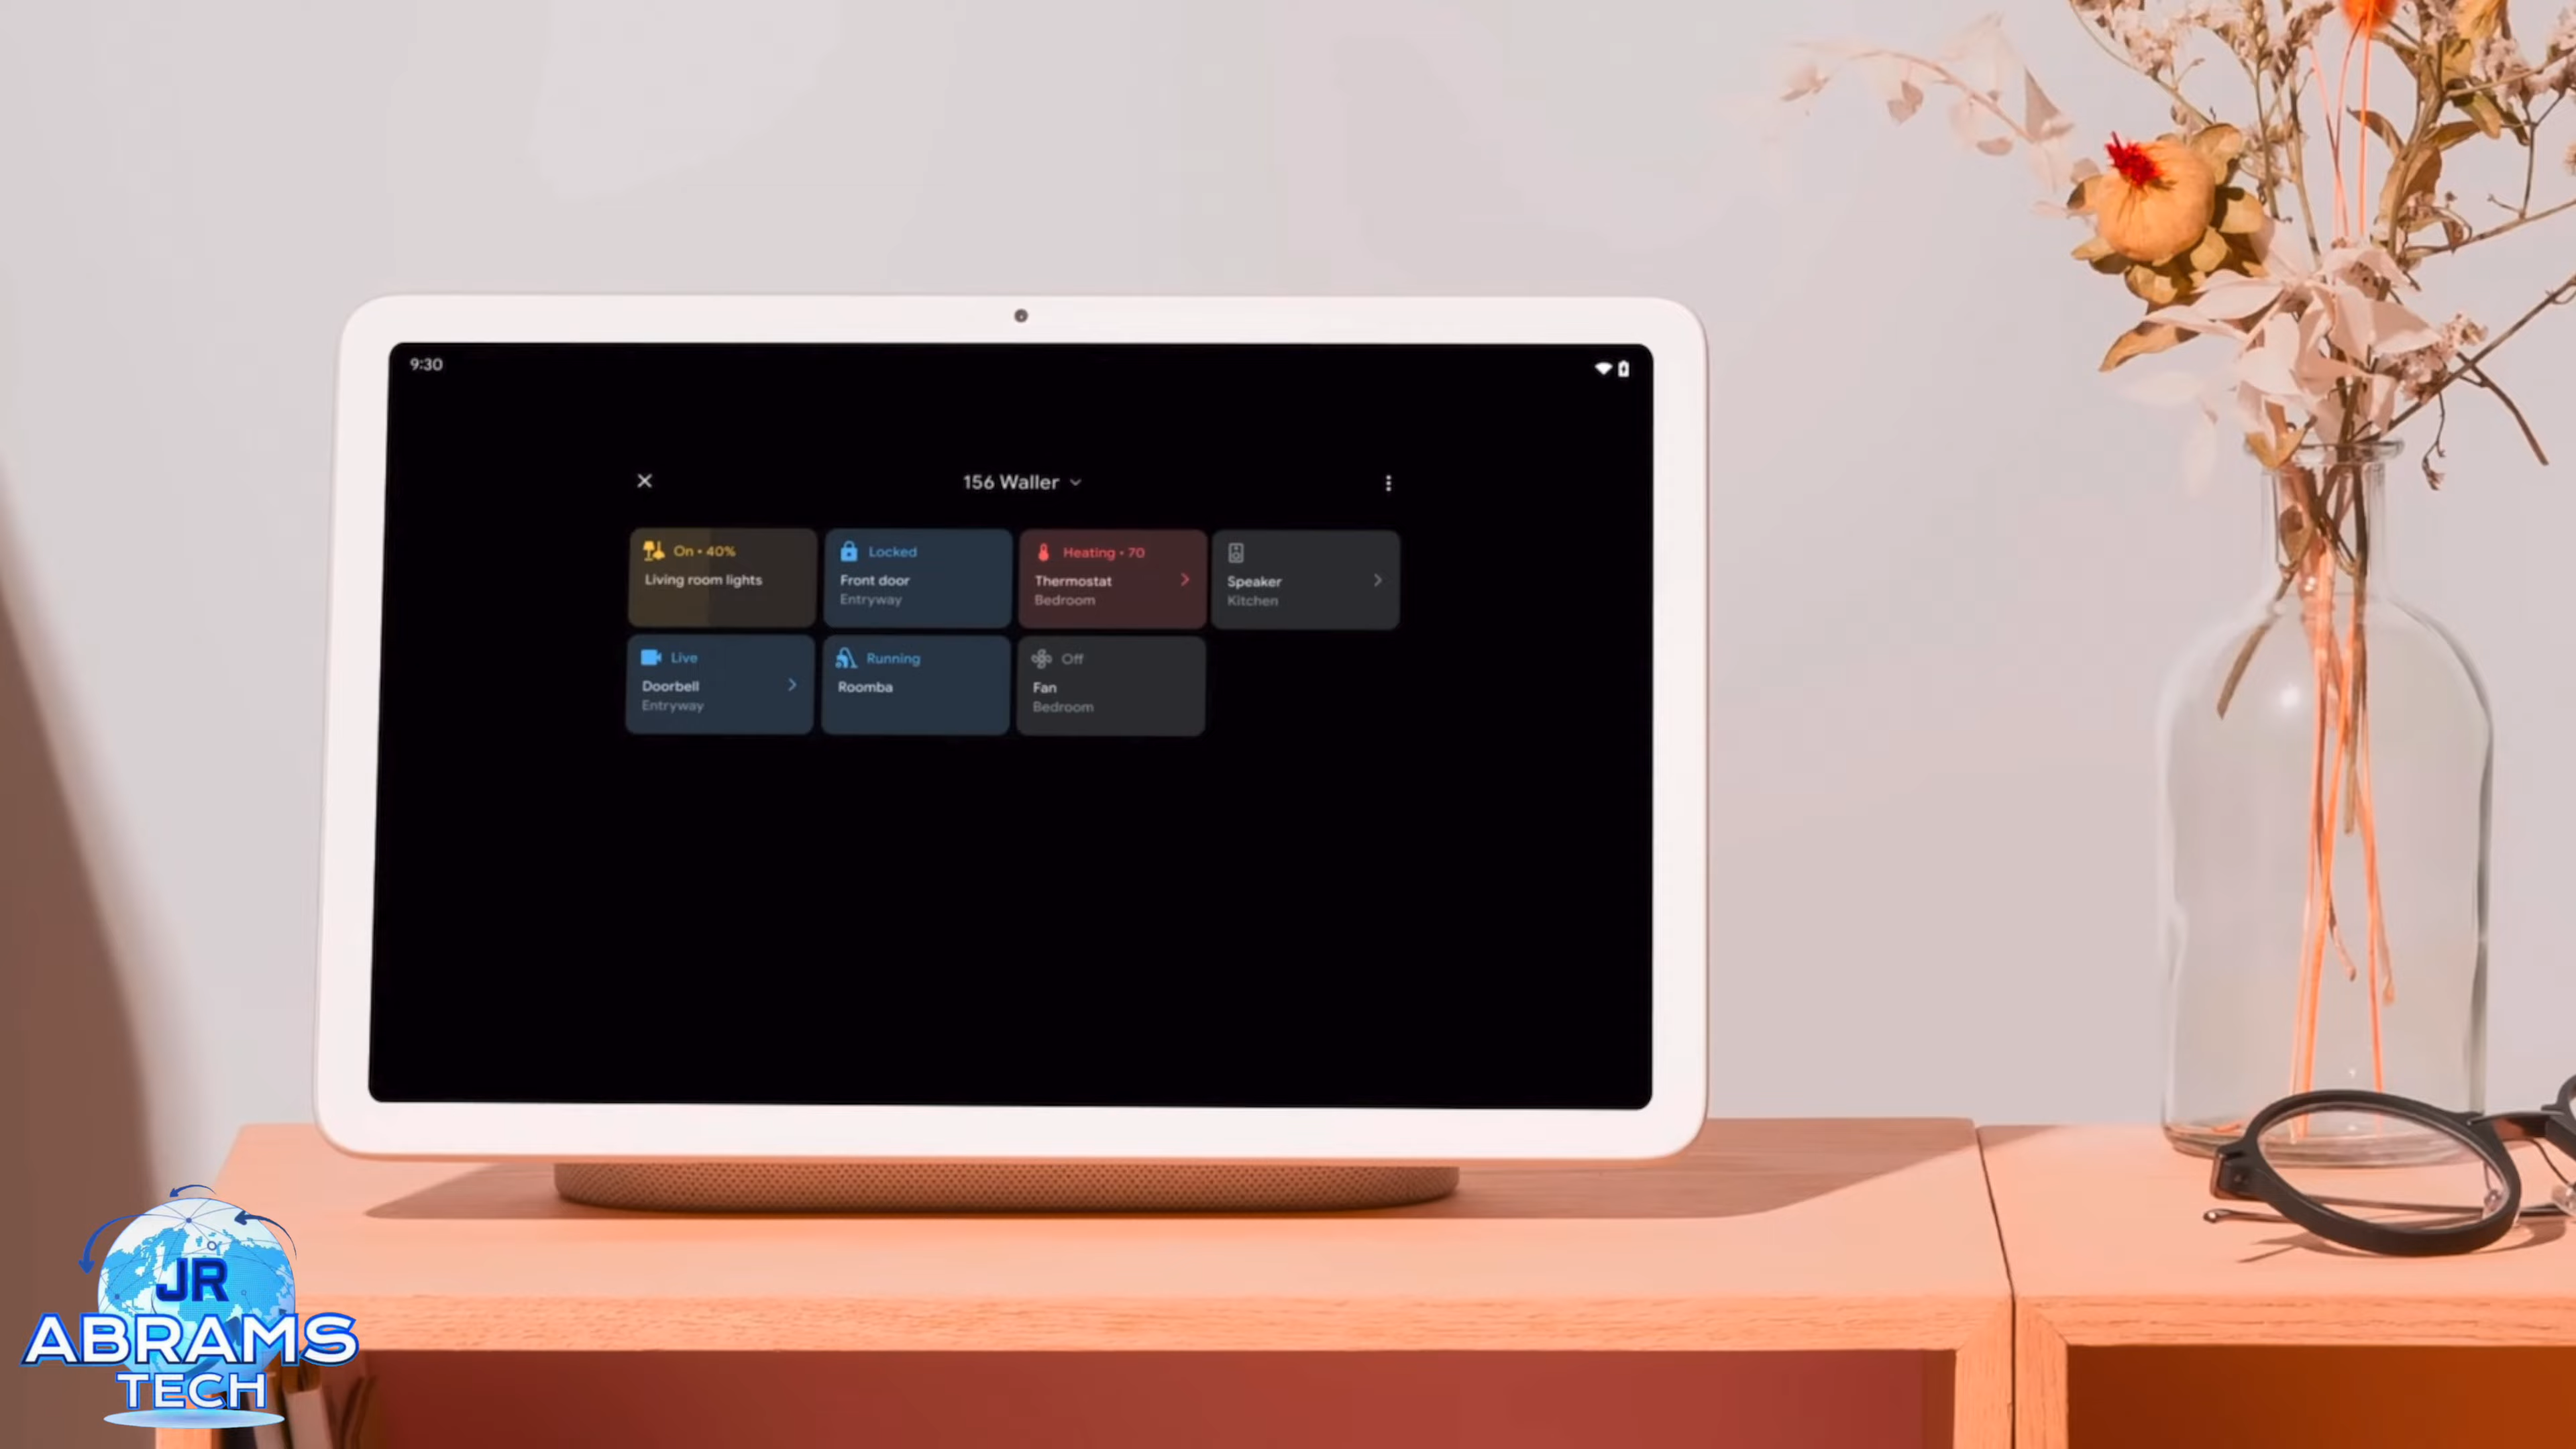 9:30
156 Waller
On • 40%
Living room lights
Locked
Front door
Entryway
Heating • 70
Thermostat
Bedroom
Speaker
Kitchen
Live
Doorbell
Entryway
Running
Roomba
Off
Fan
Bedroom
JR
ABRAMS
TECH